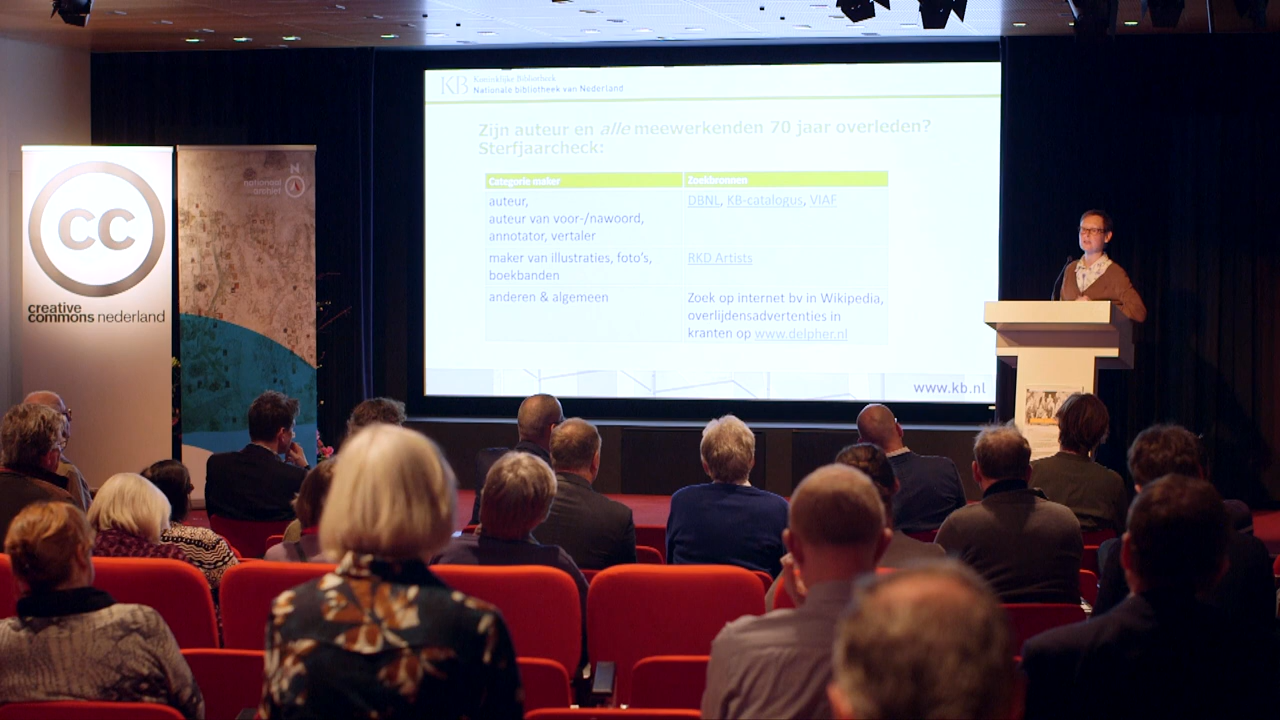 KB Koninklijke Bibliotheek
Nationale bibliotheek van Nederland
Zijn auteur en alle meewerkenden 70 jaar overleden?
Sterfjaarcheck:
Categorie maker
Zoekbronnen
auteur,
auteur van voor-/nawoord,
annotator, vertaler
DBNL, KB-catalogus, VIAF
maker van illustraties, foto's,
boekbanden
RKD Artists
anderen & algemeen
Zoek op internet bv in Wikipedia,
overlijdensadvertenties in
kranten op www.delpher.nl
www.kb.nl
cc
creative
commons nederland
N
nationaal
archief